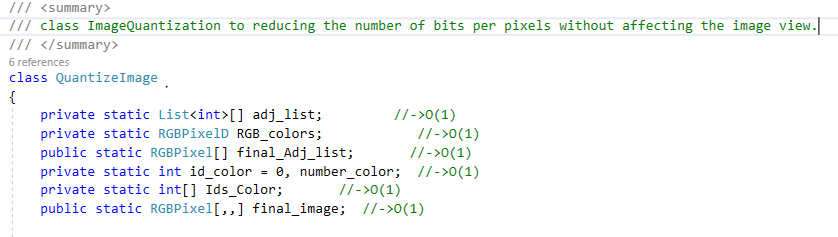 /// <summary>
/// class ImageQuantization to reducing the number of bits per pixels without affecting the image view.
/// </summary>
6 references
class QuantizeImage
{
private static List<int>[] adj_list; //->O(1)
private static RGBPixelD RGB_colors; //->O(1)
public static RGBPixel[] final_Adj_list; //->O(1)
private static int id_color = 0, number_color; //->O(1)
private static int[] Ids_Color; //->O(1)
public static RGBPixel[,,] final_image; //->O(1)